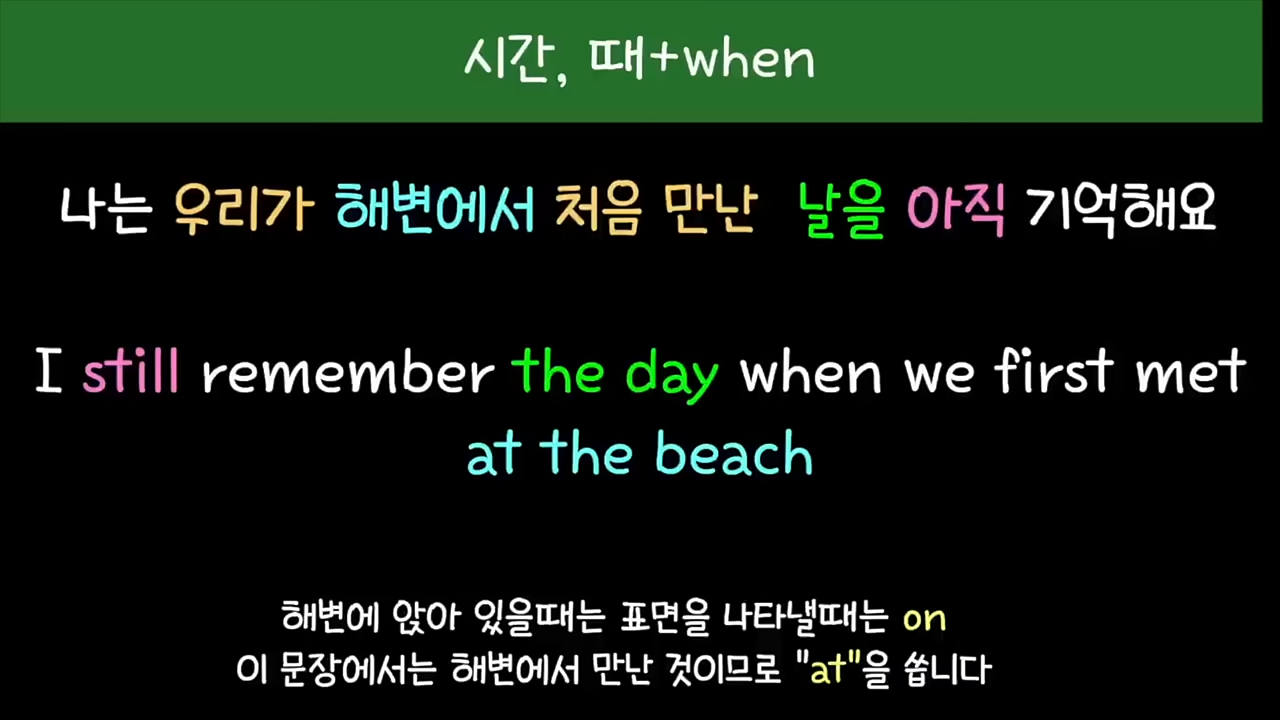 시간, 때+when
나는 우리가 해변에서 처음 만난 날을 아직 기억해요
I still remember the day when we first met
at the beach
해변에 앉아 있을때는 표면을 나타낼때는 on
이 문장에서는 해변에서 만난 것이므로 "at"을 씁니다